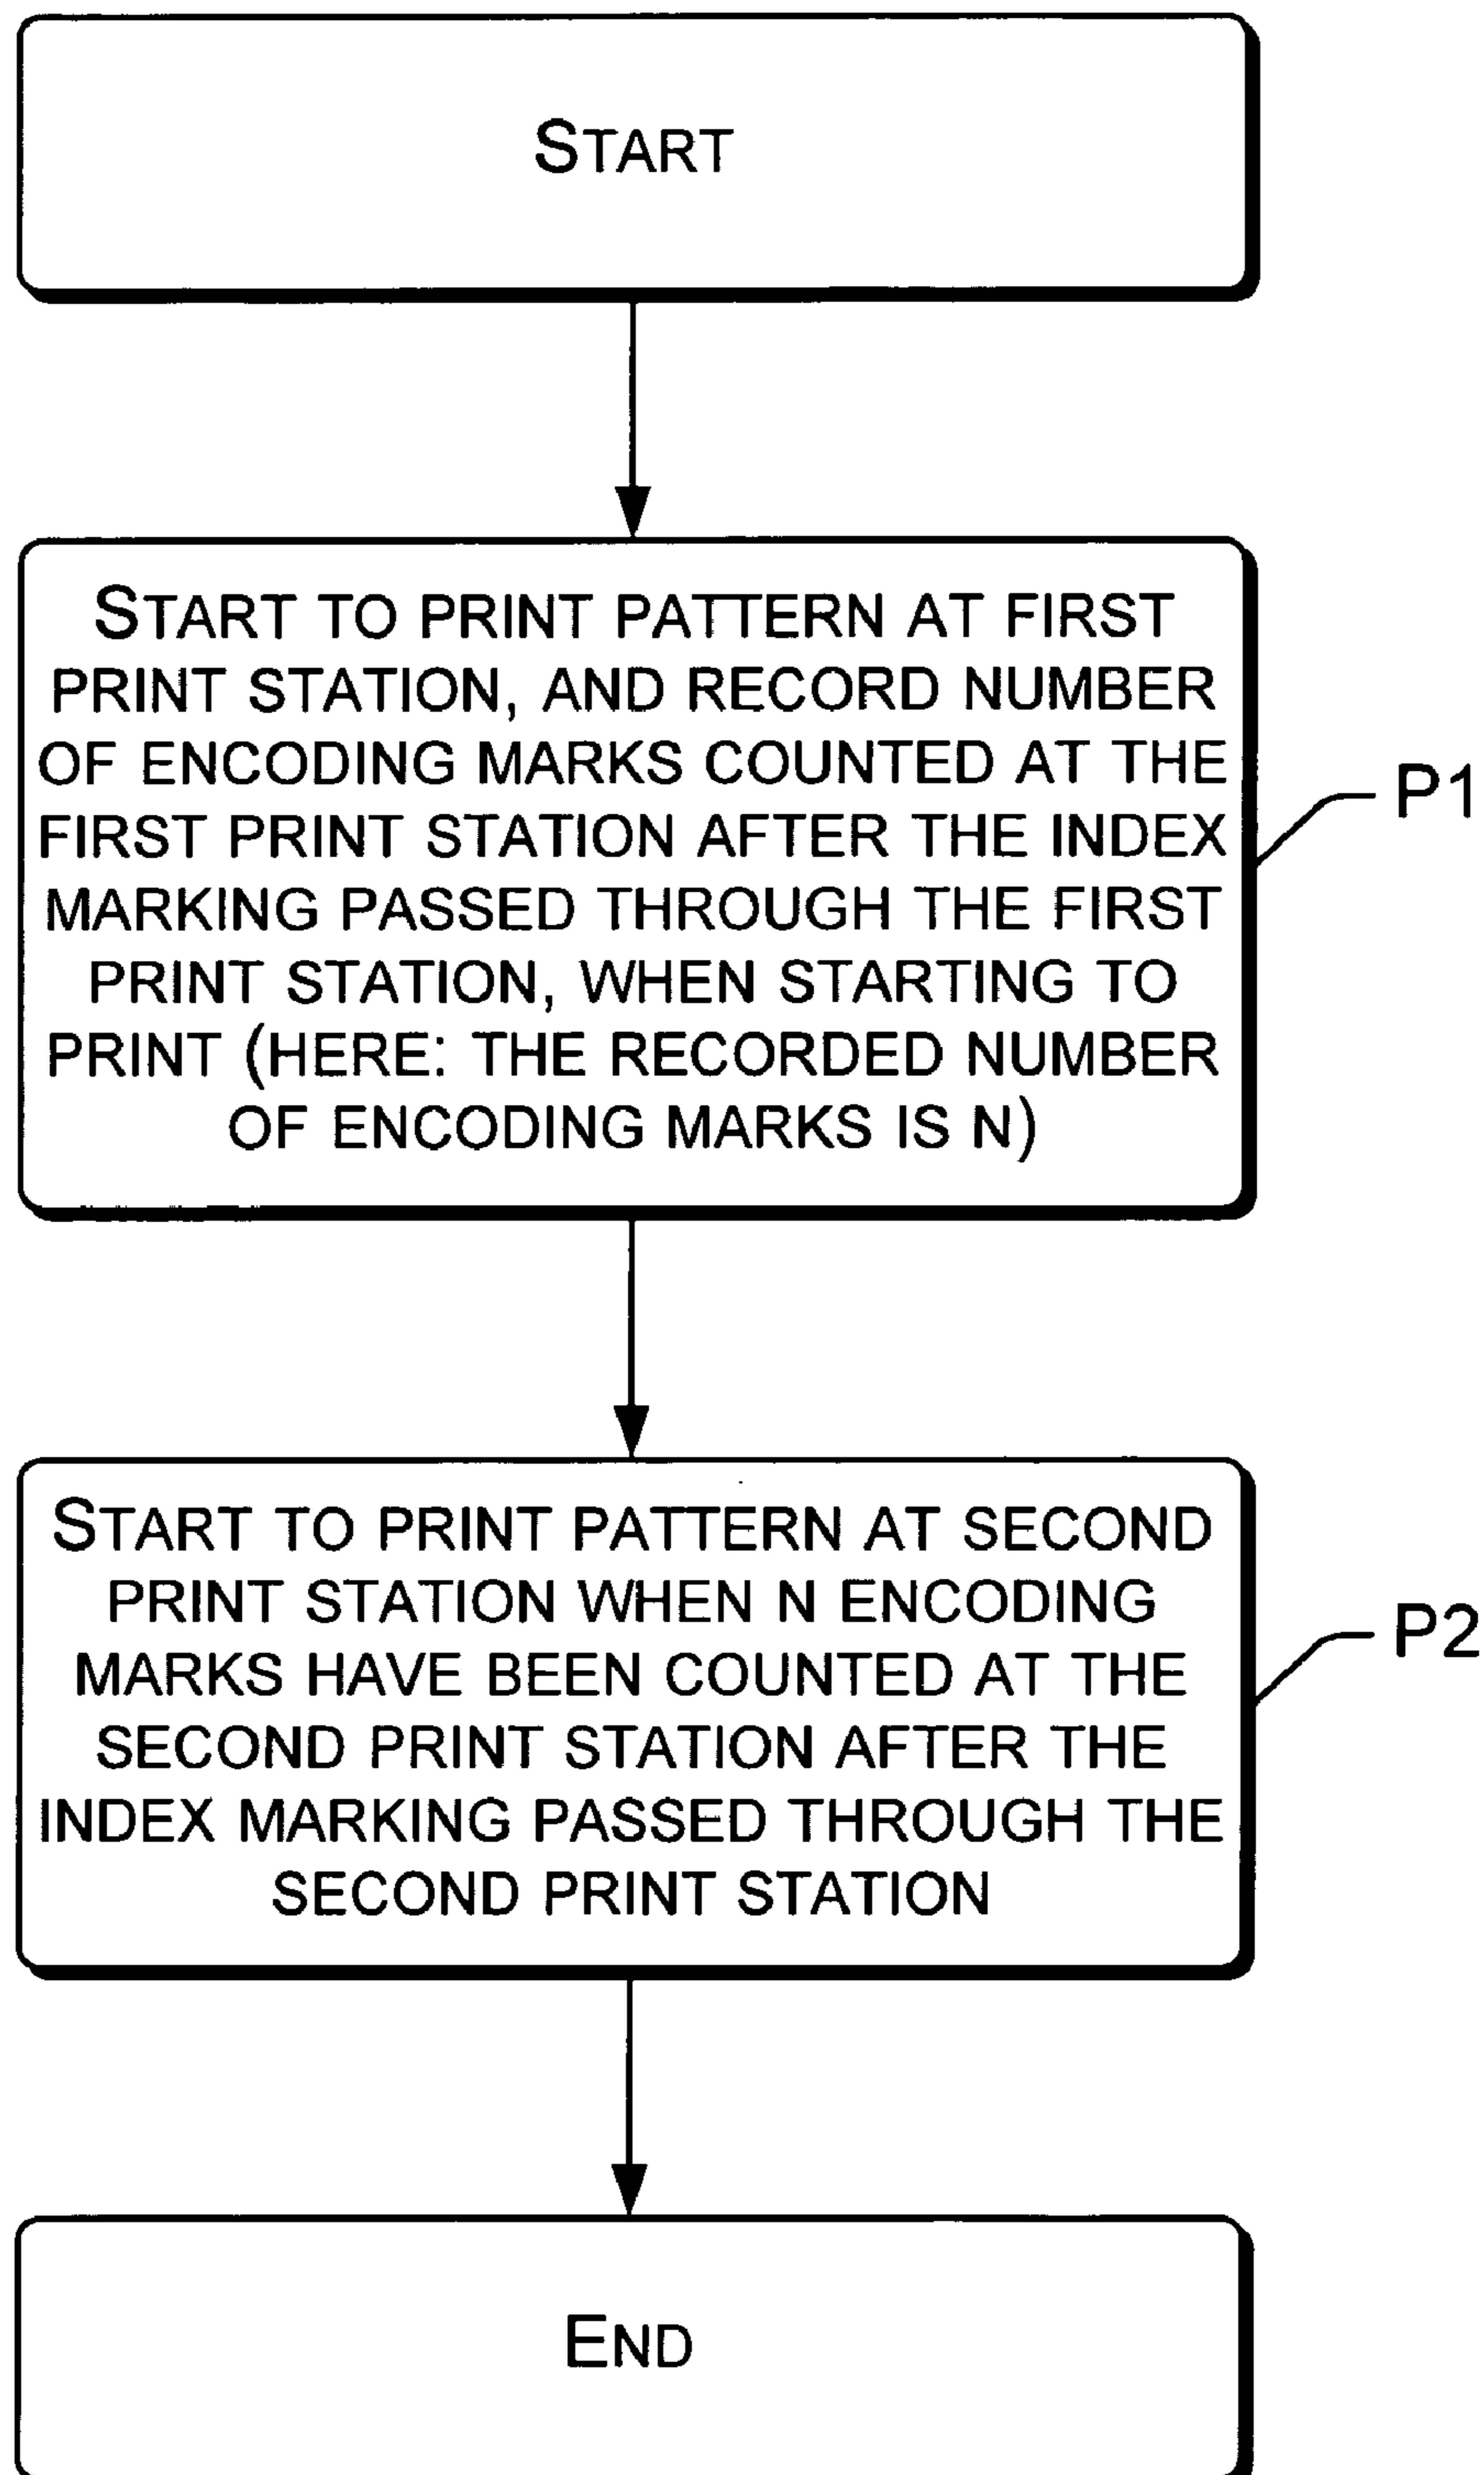 START
START TO PRINT PATTERN AT FIRST
PRINT STATION, AND RECORD NUMBER
OF ENCODING MARKS COUNTED AT THE
FIRST PRINT STATION AFTER THE INDEX
MARKING PASSED THROUGH THE FIRST
PRINT STATION, WHEN STARTING TO
PRINT (HERE: THE RECORDED NUMBER
OF ENCODING MARKS IS N)
P1
START TO PRINT PATTERN AT SECOND
PRINT STATION WHEN N ENCODING
MARKS HAVE BEEN COUNTED AT THE
SECOND PRINT STATION AFTER THE
INDEX MARKING PASSED THROUGH THE
SECOND PRINT STATION
P2
END